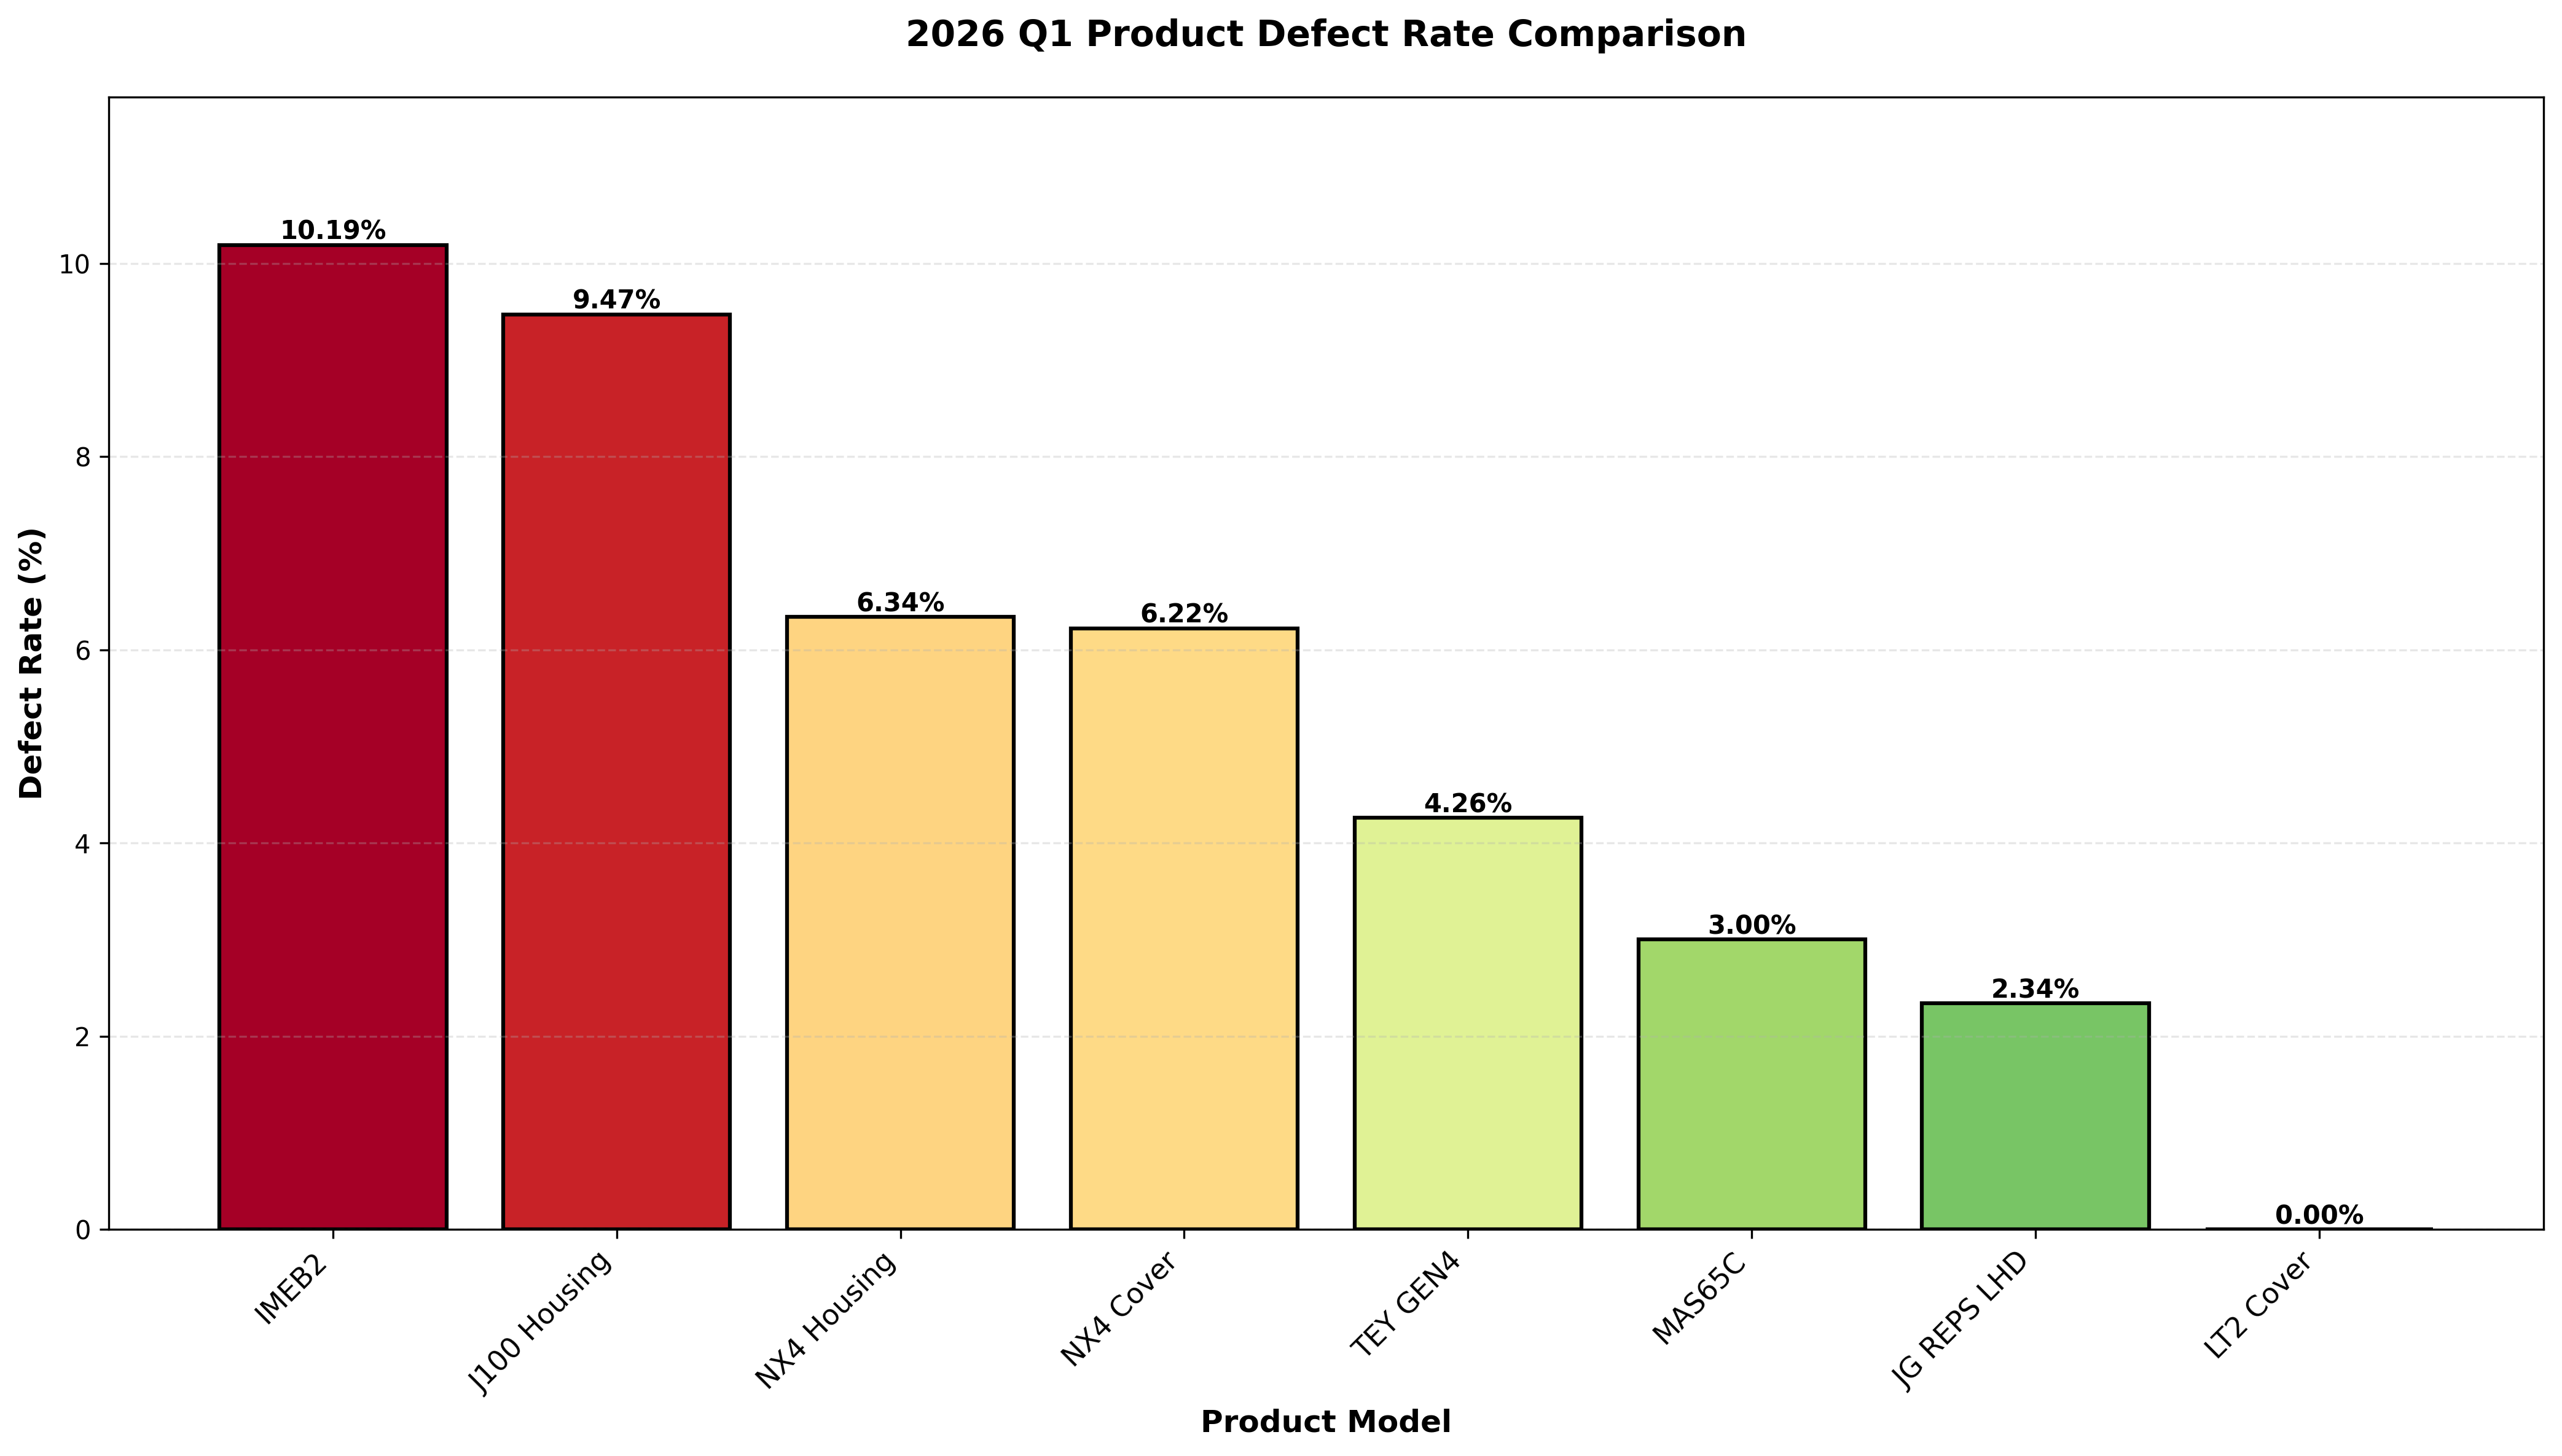 2026 Q1 Product Defect Rate Comparison
Defect Rate (%)
10
8
6
4
2
0
10.19%
9.47%
6.34%
6.22%
4.26%
3.00%
2.34%
0.00%
IMEB2
J100 Housing
NX4 Housing
NX4 Cover
TEY GEN4
MAS65C
JG REPS LHD
LT2 Cover
Product Model